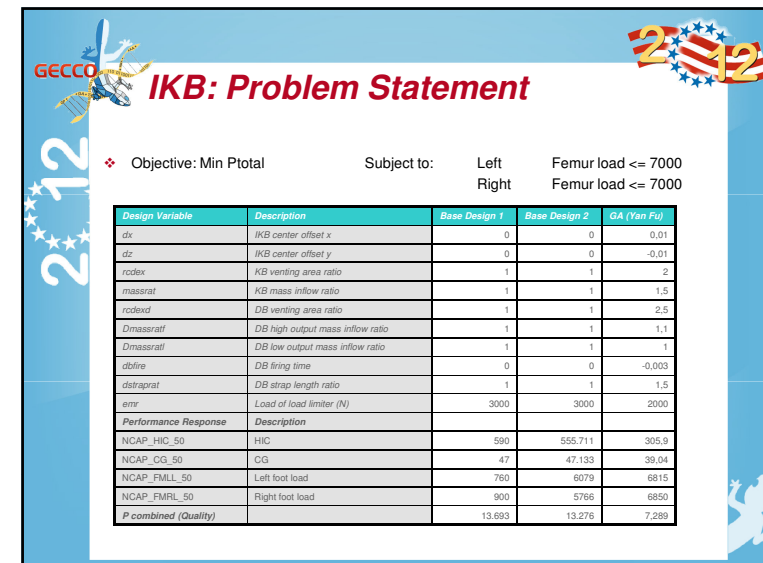 GECCO
2012
IKB: Problem Statement
2012
Objective: Min Ptotal Subject to: Left Femur load <= 7000
Right Femur load <= 7000
Design Variable Description Base Design 1 Base Design 2 GA (Yan Fu)
dx IKB center offset x 0 0 0,01
dz IKB center offset y 0 0 -0,01
rcdex KB venting area ratio 1 1 2
massrat KB mass inflow ratio 1 1 1,5
rcdexd DB venting area ratio 1 1 2,5
Dmassratf DB high output mass inflow ratio 1 1 1,1
Dmassratl DB low output mass inflow ratio 1 1 1
dbfire DB firing time 0 0 -0,003
dstraprat DB strap length ratio 1 1 1,5
emr Load of load limiter (N) 3000 3000 2000
Performance Response Description
NCAP_HIC_50 HIC 590 555.711 305,9
NCAP_CG_50 CG 47 47.133 39,04
NCAP_FMLL_50 Left foot load 760 6079 6815
NCAP_FMRL_50 Right foot load 900 5766 6850
P combined (Quality) 13.693 13.276 7,289